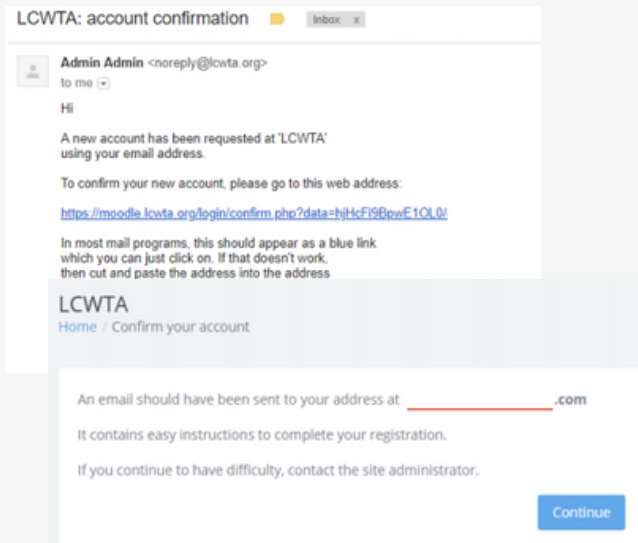 LCWTA: account confirmation
Inbox x
Admin Admin <noreply@lcwta.org>
to me
Hi
A new account has been requested at 'LCWTA'
using your email address.
To confirm your new account, please go to this web address:
https://moodle.lcwta.org/login/confirm.php?data=hjHcFi9BpwE1OL0/
In most mail programs, this should appear as a blue link
which you can just click on. If that doesn't work,
then cut and paste the address into the address
LCWTA
Home / Confirm your account
An email should have been sent to your address at .com
It contains easy instructions to complete your registration.
If you continue to have difficulty, contact the site administrator.
Continue